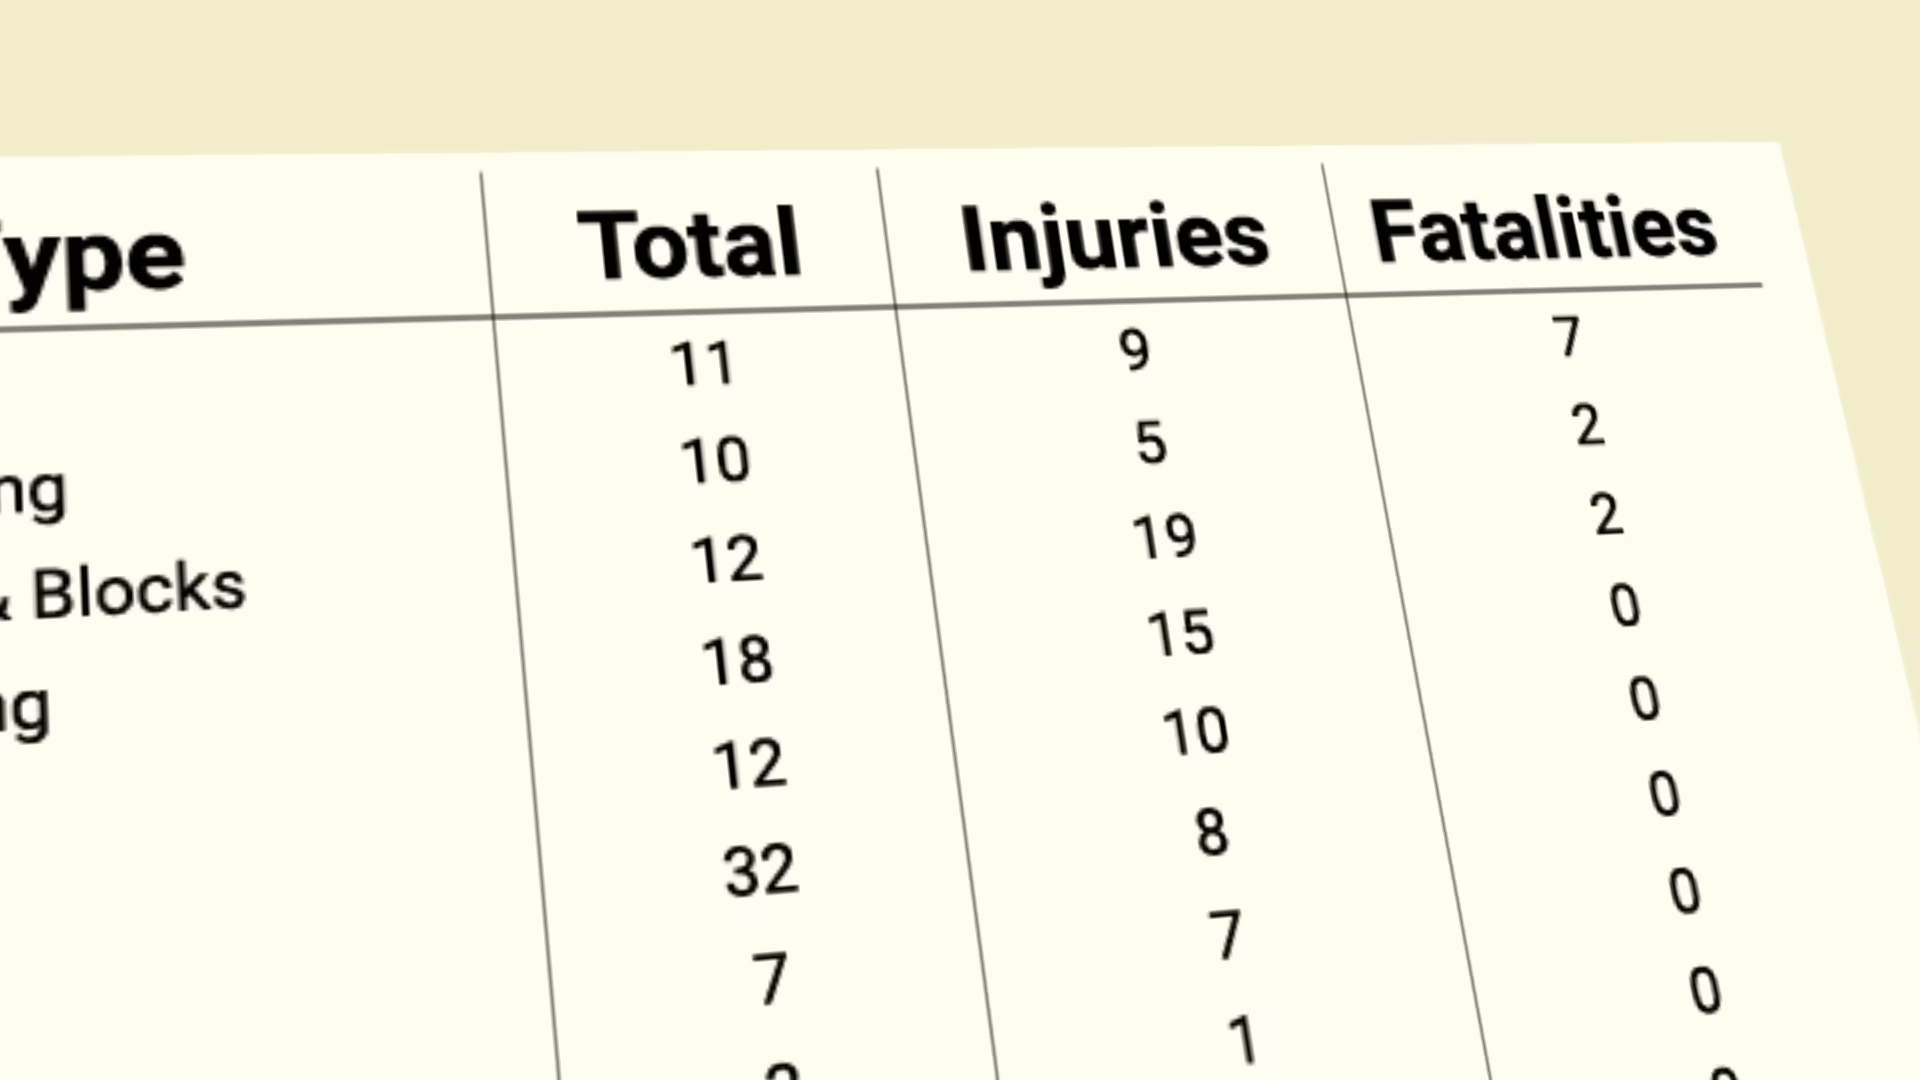 ype Total Injuries Fatalities
11 9 7
ng 10 5 2
& Blocks 12 19 2
ng 18 15 0
12 10 0
32 8 0
7 7 0
1 0